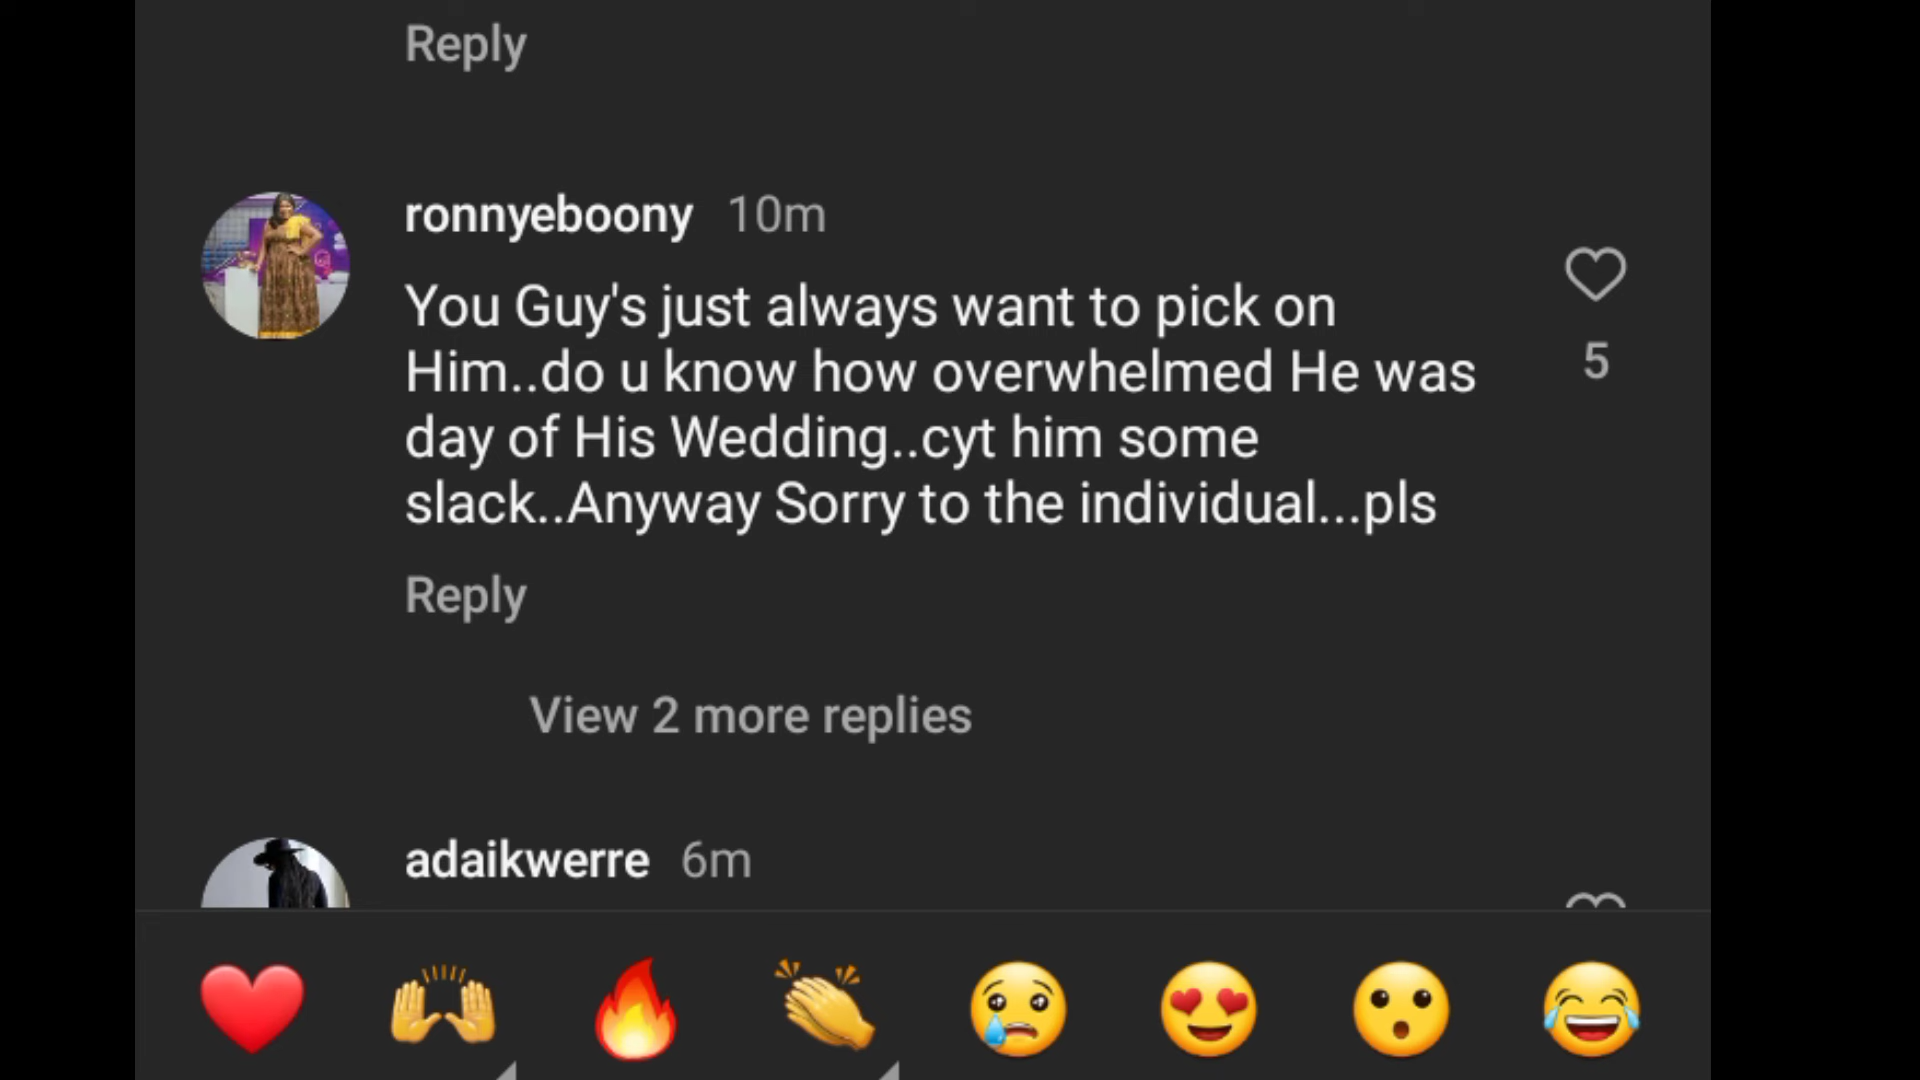 Reply
ronnyeboony 10m
You Guy's just always want to pick on
Him..do u know how overwhelmed He was
day of His Wedding..cyt him some
slack..Anyway Sorry to the individual...pls
5
Reply
View 2 more replies
adaikwerre 6m